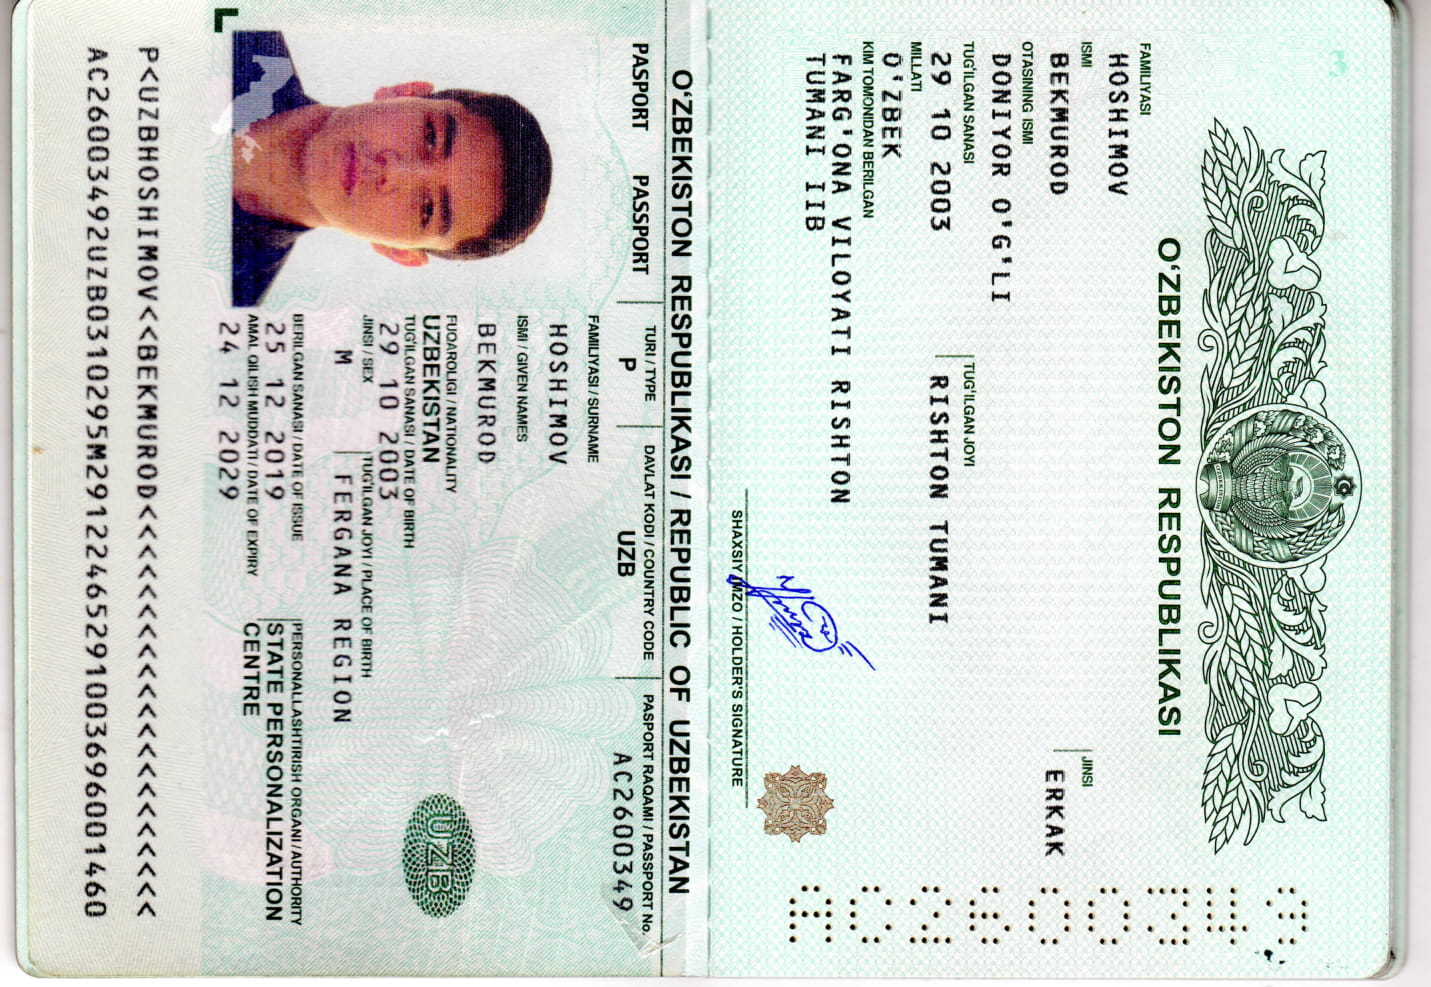 O'ZBEKISTON
O‘ZBEKISTON RESPUBLIKASI
FAMILIYASI
HOSHIMOV
ISMI
BEKMUROD
JINSI
ERKAK
OTASINING ISMI
DONIYOR O'G'LI
TUG‘ILGAN SANASI
29 10 2003
TUG‘ILGAN JOYI
RISHTON TUMANI
MILLATI
O'ZBEK
KIM TOMONIDAN BERILGAN
FARG'ONA VILOYATI RISHTON
TUMANI IIB
SHAXSIY IMZO / HOLDER'S SIGNATURE
O‘ZBEKISTON RESPUBLIKASI / REPUBLIC OF UZBEKISTAN
PASPORT PASSPORT
TURI / TYPE
P
DAVLAT KODI / COUNTRY CODE
UZB
PASPORT RAQAMI / PASSPORT No.
AC2600349
FAMILIYASI / SURNAME
HOSHIMOV
ISMI / GIVEN NAMES
BEKMUROD
FUQAROLIGI / NATIONALITY
UZBEKISTAN
UZB
TUG‘ILGAN SANASI / DATE OF BIRTH
29 10 2003
JINSI / SEX
M
TUG‘ILGAN JOYI / PLACE OF BIRTH
FERGANA REGION
BERILGAN SANASI / DATE OF ISSUE
25 12 2019
PERSONALLASHTIRISH ORGANI / AUTHORITY
STATE PERSONALIZATION
CENTRE
AMAL QILISH MUDDATI / DATE OF EXPIRY
24 12 2029
P<UZBHOSHIMOV<<BEKMUROD<<<<<<<<<<<<<<<<<<<<<
AC26003492UZB0310295M29122465291003696001460